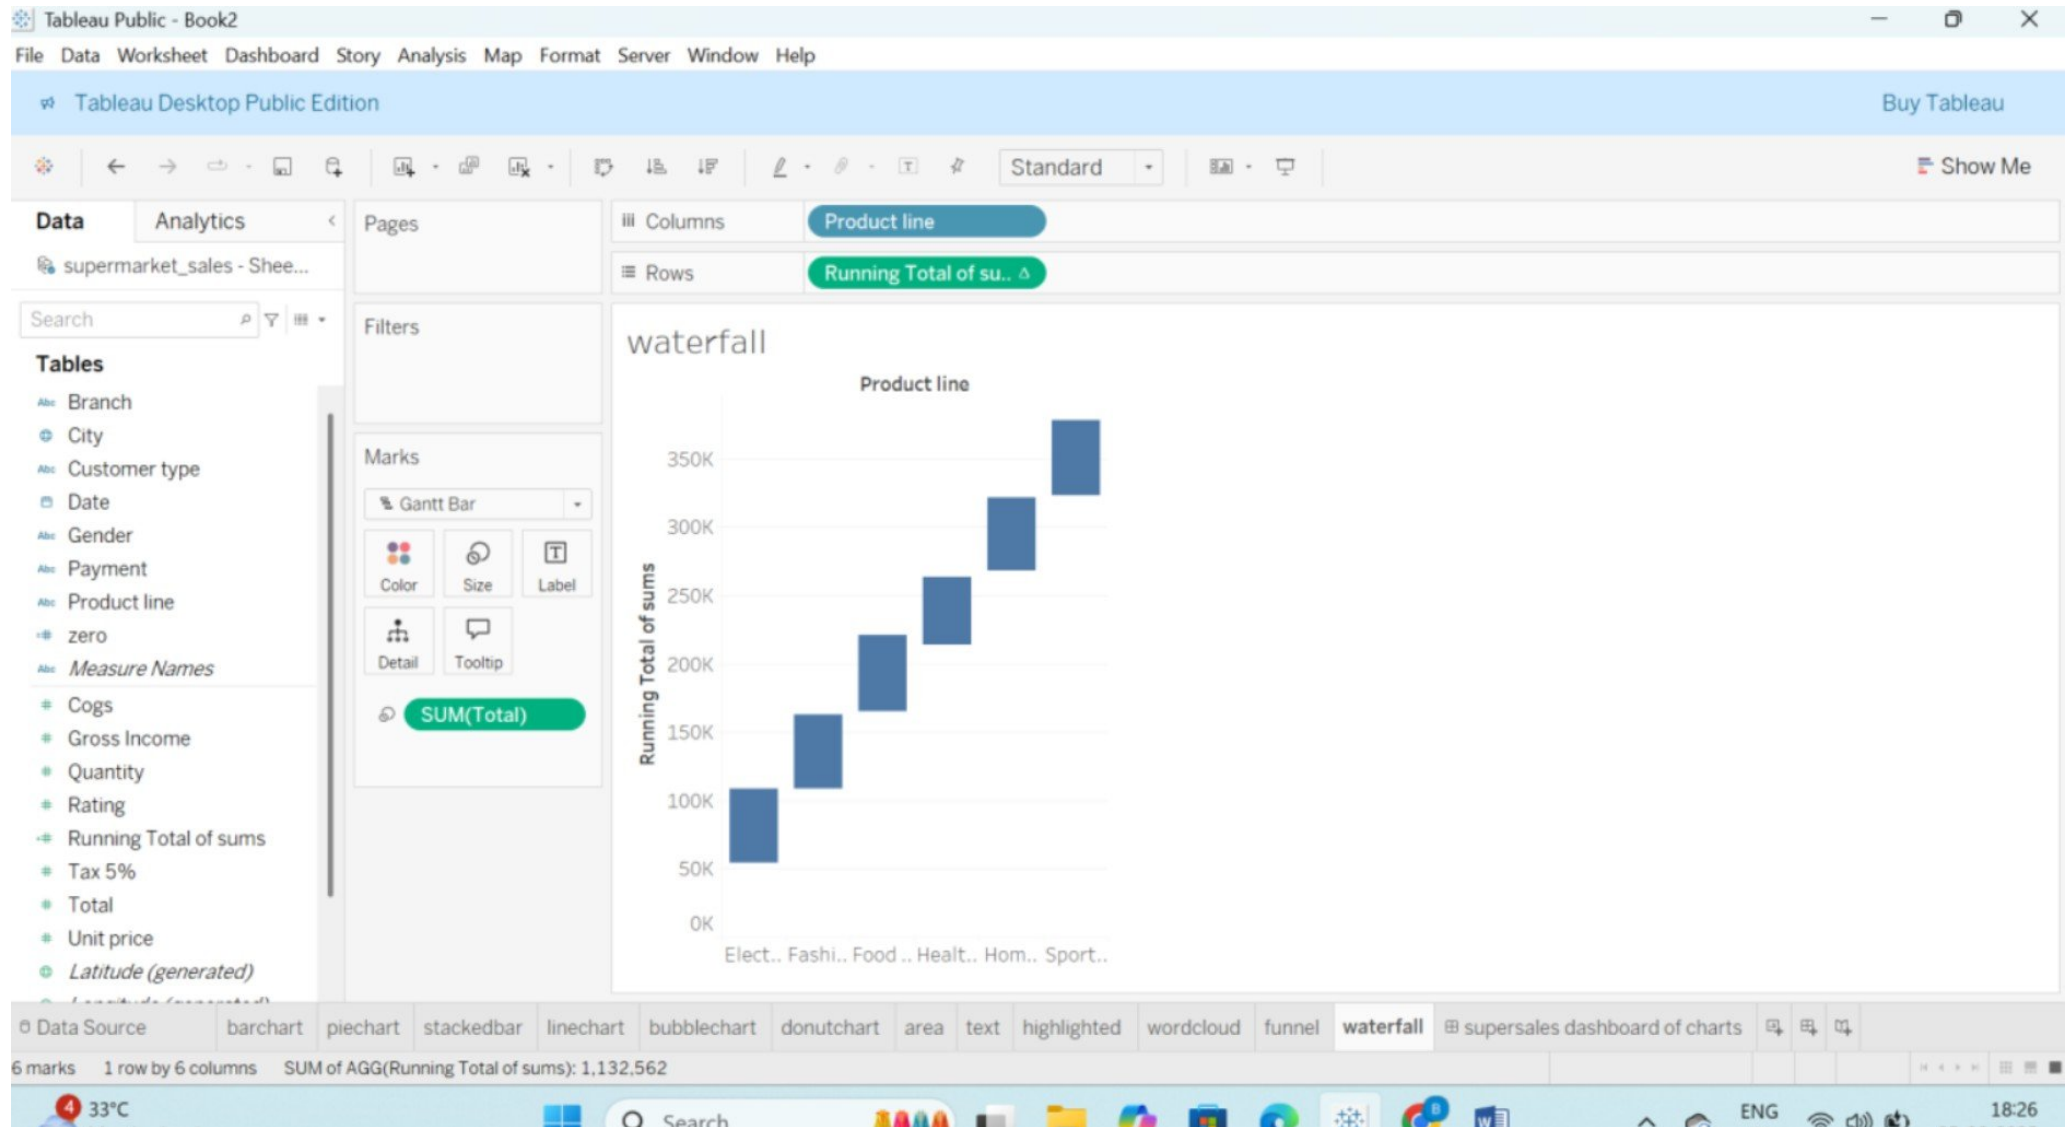 Tableau Public - Book2
File Data Worksheet Dashboard Story Analysis Map Format Server Window Help
Tableau Desktop Public Edition Buy Tableau
Standard Show Me
Data Analytics Pages Columns Product line
supermarket_sales - Shee... Rows Running Total of su.. Δ
Search Filters
waterfall
Tables
Product line
Abc Branch
City
Abc Customer type
Date
Abc Gender
Abc Payment
Abc Product line
zero
Abc Measure Names
Cogs
Gross Income
Quantity
Rating
Running Total of sums
Tax 5%
Total
Unit price
Latitude (generated)
Marks
Gantt Bar
Color Size Label
Detail Tooltip
SUM(Total)
Running Total of sums
350K
300K
250K
200K
150K
100K
50K
0K
Elect.. Fashi.. Food .. Healt.. Hom.. Sport..
Data Source barchart piechart stackedbar linechart bubblechart donutchart area text highlighted wordcloud funnel waterfall supersales dashboard of charts
6 marks 1 row by 6 columns SUM of AGG(Running Total of sums): 1,132,562
4 33°C Search B ENG 18:26